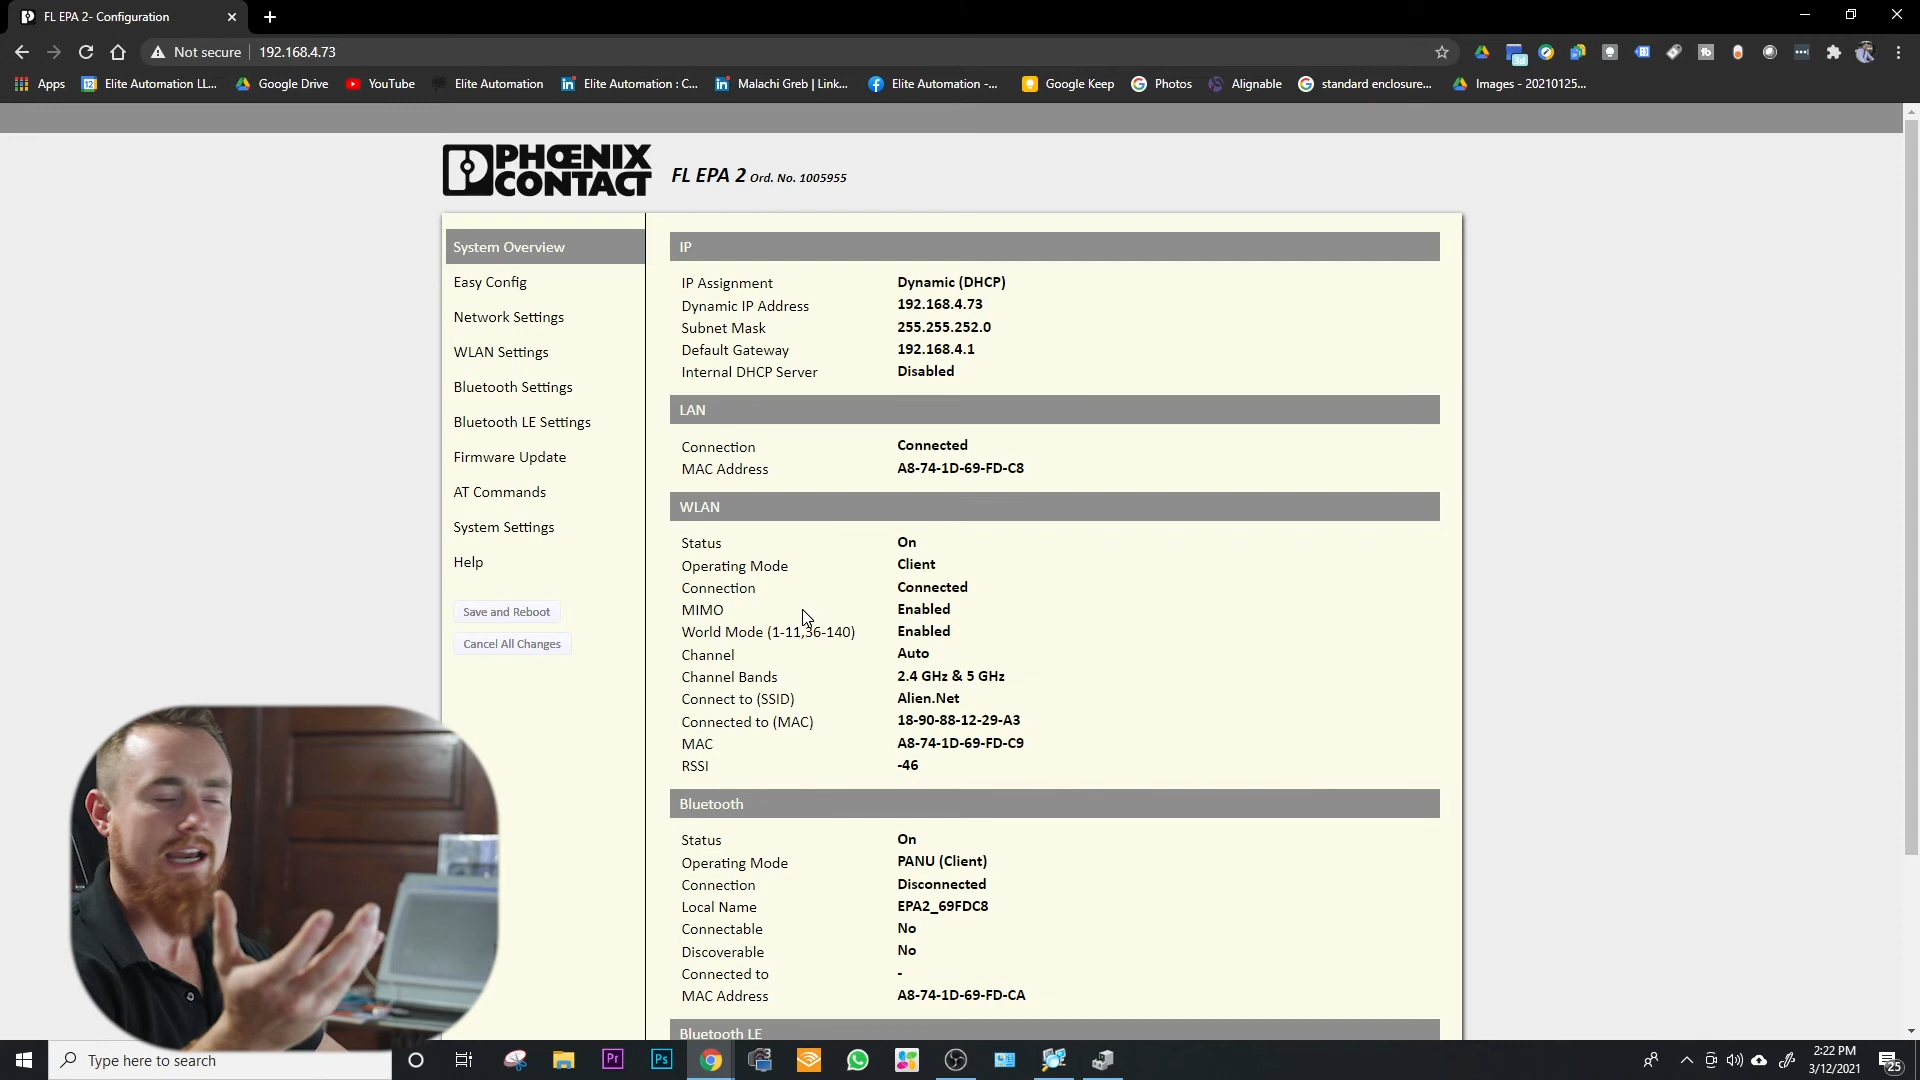 FL EPA 2- Configuration
Not secure
192.168.4.73
3d
Apps
12
Elite Automation LL...
Google Drive
YouTube
Elite Automation
Elite Automation : C...
Malachi Greb | Link...
Elite Automation -...
Google Keep
Photos
Alignable
standard enclosure...
Images - 20210125...
PHŒNIX
CONTACT
FL EPA 2 Ord. No. 1005955
System Overview
Easy Config
Network Settings
WLAN Settings
Bluetooth Settings
Bluetooth LE Settings
Firmware Update
AT Commands
System Settings
Help
Save and Reboot
Cancel All Changes
IP
IP Assignment Dynamic (DHCP)
Dynamic IP Address 192.168.4.73
Subnet Mask 255.255.252.0
Default Gateway 192.168.4.1
Internal DHCP Server Disabled
LAN
Connection Connected
MAC Address A8-74-1D-69-FD-C8
WLAN
Status On
Operating Mode Client
Connection Connected
MIMO Enabled
World Mode (1-11,36-140) Enabled
Channel Auto
Channel Bands 2.4 GHz & 5 GHz
Connect to (SSID) Alien.Net
Connected to (MAC) 18-90-88-12-29-A3
MAC A8-74-1D-69-FD-C9
RSSI -46
Bluetooth
Status On
Operating Mode PANU (Client)
Connection Disconnected
Local Name EPA2_69FDC8
Connectable No
Discoverable No
Connected to -
MAC Address A8-74-1D-69-FD-CA
Bluetooth LE
Type here to search
Pr
Ps
2:22 PM
3/12/2021
25